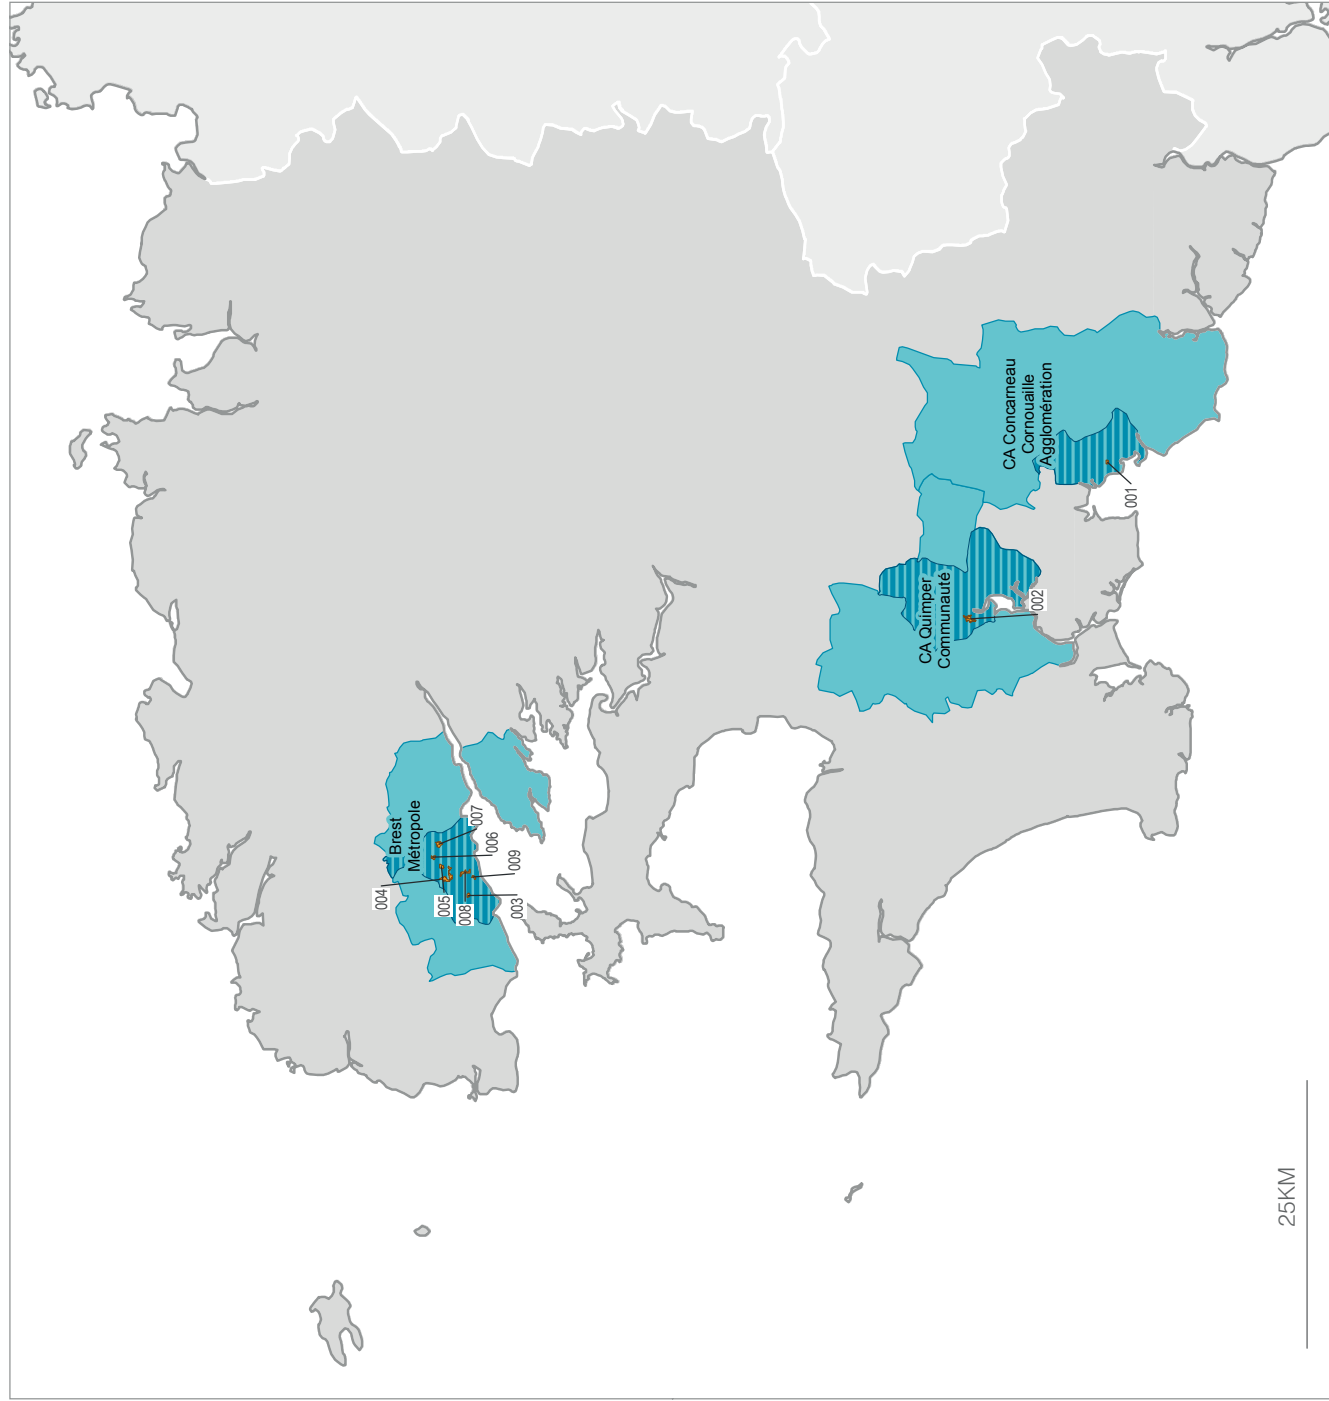 Brest
Métropole
004
005
008
003
009
006
007
CA Quimper
Communauté
002
CA Concarneau
Cornouaille
Agglomération
001
25KM